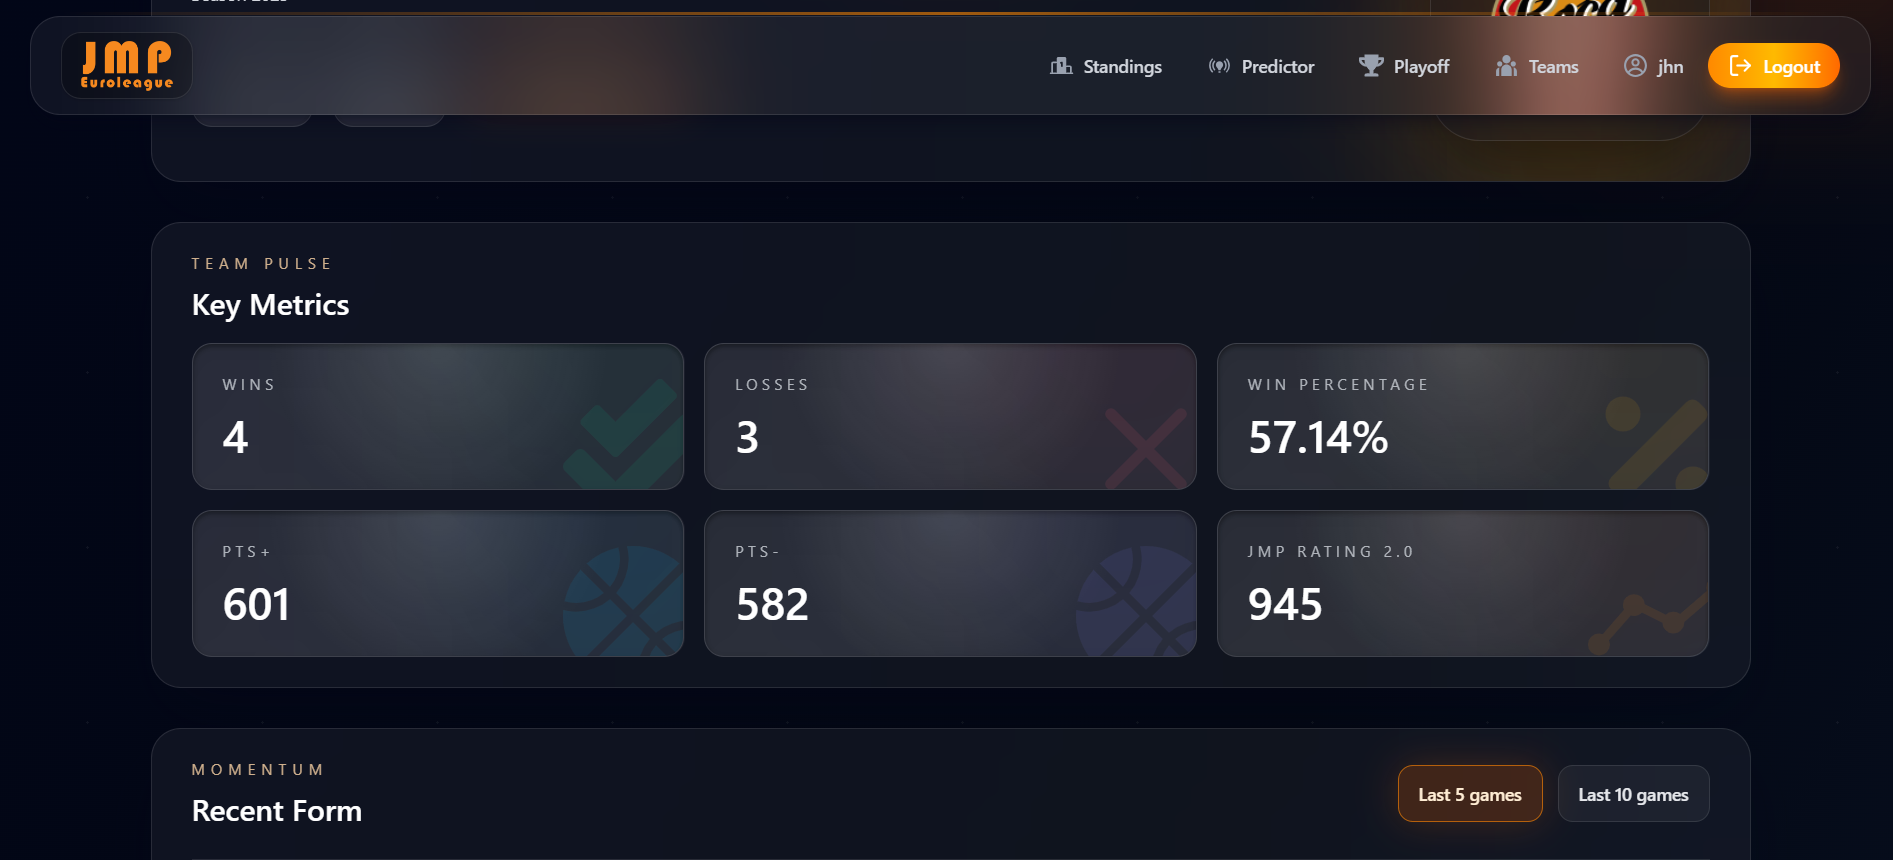 JMP
Euroleague
Standings
Predictor
Playoff
Teams
jhn
Logout
TEAM PULSE
Key Metrics
WINS
4
LOSSES
3
WIN PERCENTAGE
57.14%
PTS+
601
PTS-
582
JMP RATING 2.0
945
MOMENTUM
Recent Form
Last 5 games
Last 10 games